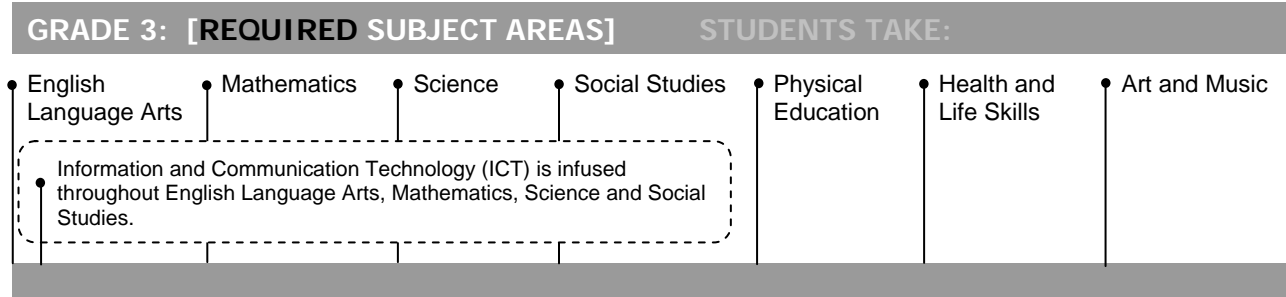 GRADE 3: [REQUIRED SUBJECT AREAS] STUDENTS TAKE:
English
Language Arts
Mathematics
Science
Social Studies
Physical
Education
Health and
Life Skills
Art and Music
Information and Communication Technology (ICT) is infused
throughout English Language Arts, Mathematics, Science and Social
Studies.